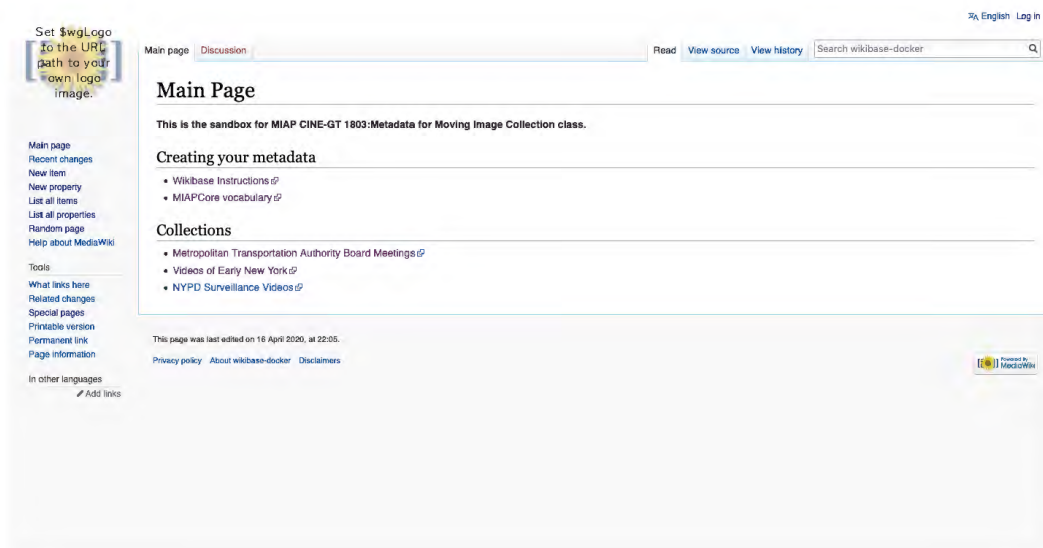 English Log in
Set $wgLogo
to the URL
path to your
own logo
image.
Main page Discussion Read View source View history Search wikibase-docker
Main Page
This is the sandbox for MIAP CINE-GT 1803:Metadata for Moving Image Collection class.
Creating your metadata
Wikibase Instructions
MIAPCore vocabulary
Collections
Metropolitan Transportation Authority Board Meetings
Videos of Early New York
NYPD Surveillance Videos
Main page
Recent changes
New item
New property
List all items
List all properties
Random page
Help about MediaWiki
Tools
What links here
Related changes
Special pages
Printable version
Permanent link
Page information
In other languages
Add links
This page was last edited on 16 April 2020, at 22:05.
Privacy policy About wikibase-docker Disclaimers
Powered By
MediaWiki